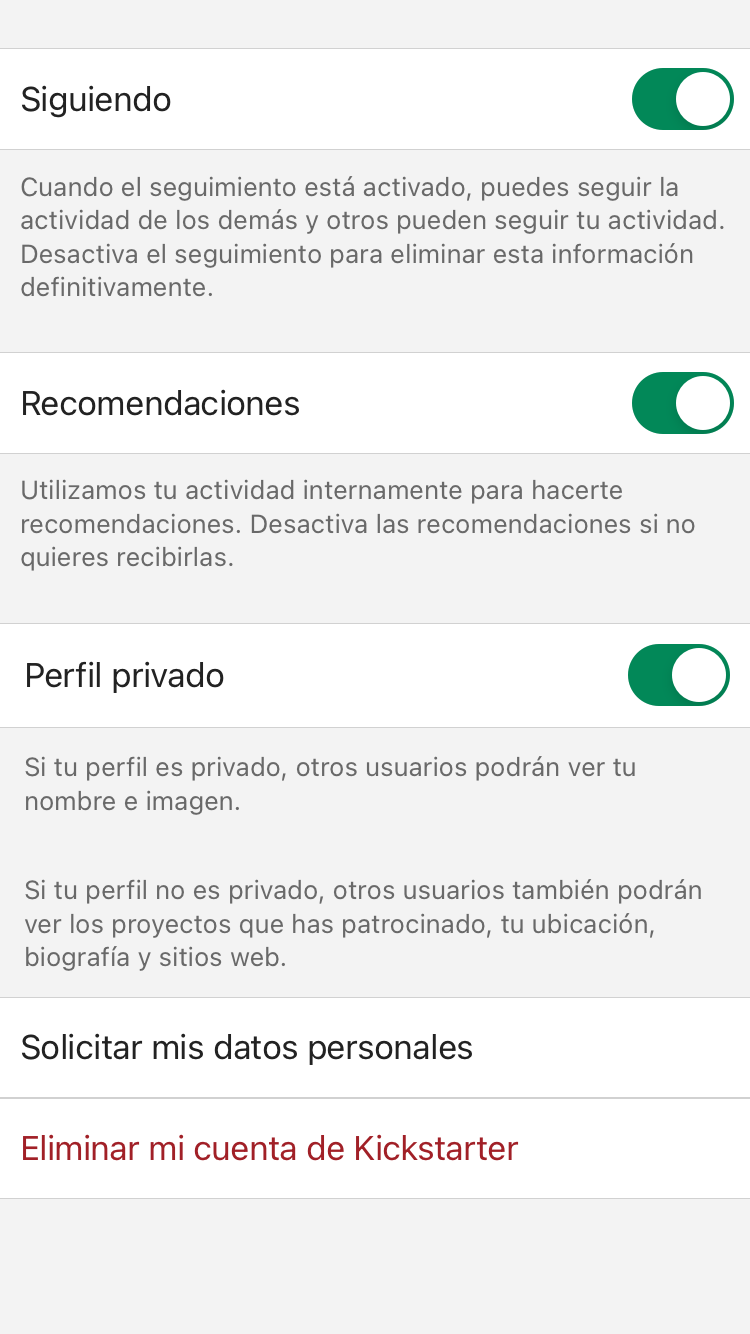 Siguiendo
Cuando el seguimiento está activado, puedes seguir la
actividad de los demás y otros pueden seguir tu actividad.
Desactiva el seguimiento para eliminar esta información
definitivamente.
Recomendaciones
Utilizamos tu actividad internamente para hacerte
recomendaciones. Desactiva las recomendaciones si no
quieres recibirlas.
Perfil privado
Si tu perfil es privado, otros usuarios podrán ver tu
nombre e imagen.
Si tu perfil no es privado, otros usuarios también podrán
ver los proyectos que has patrocinado, tu ubicación,
biografía y sitios web.
Solicitar mis datos personales
Eliminar mi cuenta de Kickstarter